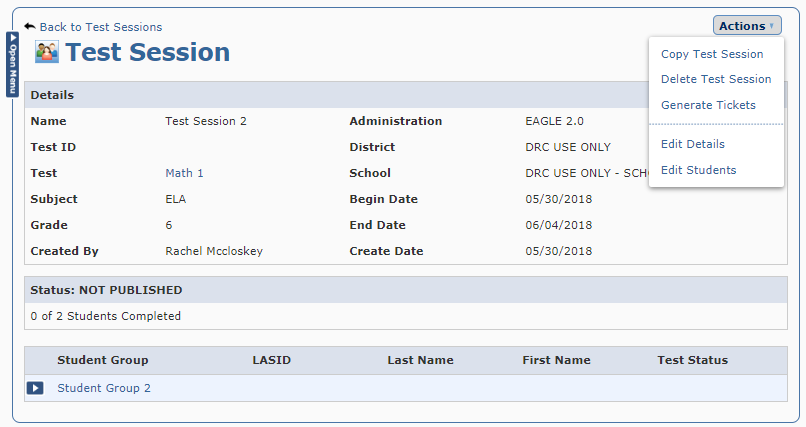 Back to Test Sessions
Actions
Open Menu
Test Session
Copy Test Session
Delete Test Session
Generate Tickets
Edit Details
Edit Students
Details
Name Test Session 2 Administration EAGLE 2.0
Test ID District DRC USE ONLY
Test Math 1 School DRC USE ONLY -
Subject ELA Begin Date 05/30/2018
Grade 6 End Date 06/04/2018
Created By Rachel Mccloskey Create Date 05/30/2018
Status: NOT PUBLISHED
0 of 2 Students Completed
Student Group LASID Last Name First Name Test Status
Student Group 2